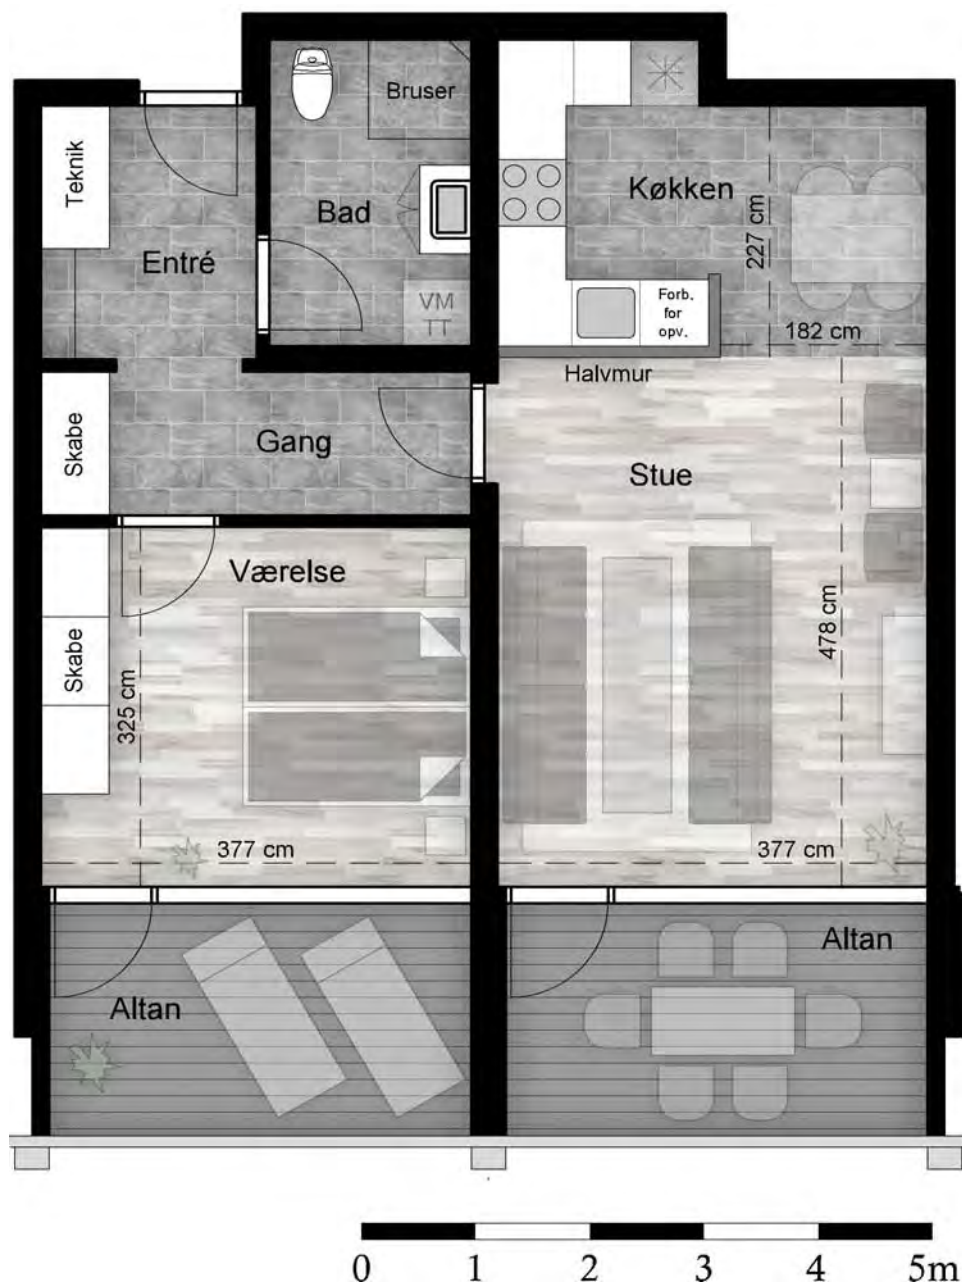 Bruser
Teknik
Køkken
Bad
227 cm
Entré
VM
TT
Forb.
for
opv.
182 cm
Halvmur
Skabe
Gang
Stue
Værelse
Skabe
325 cm
478 cm
377 cm
377 cm
Altan
Altan
0 1 2 3 4 5m